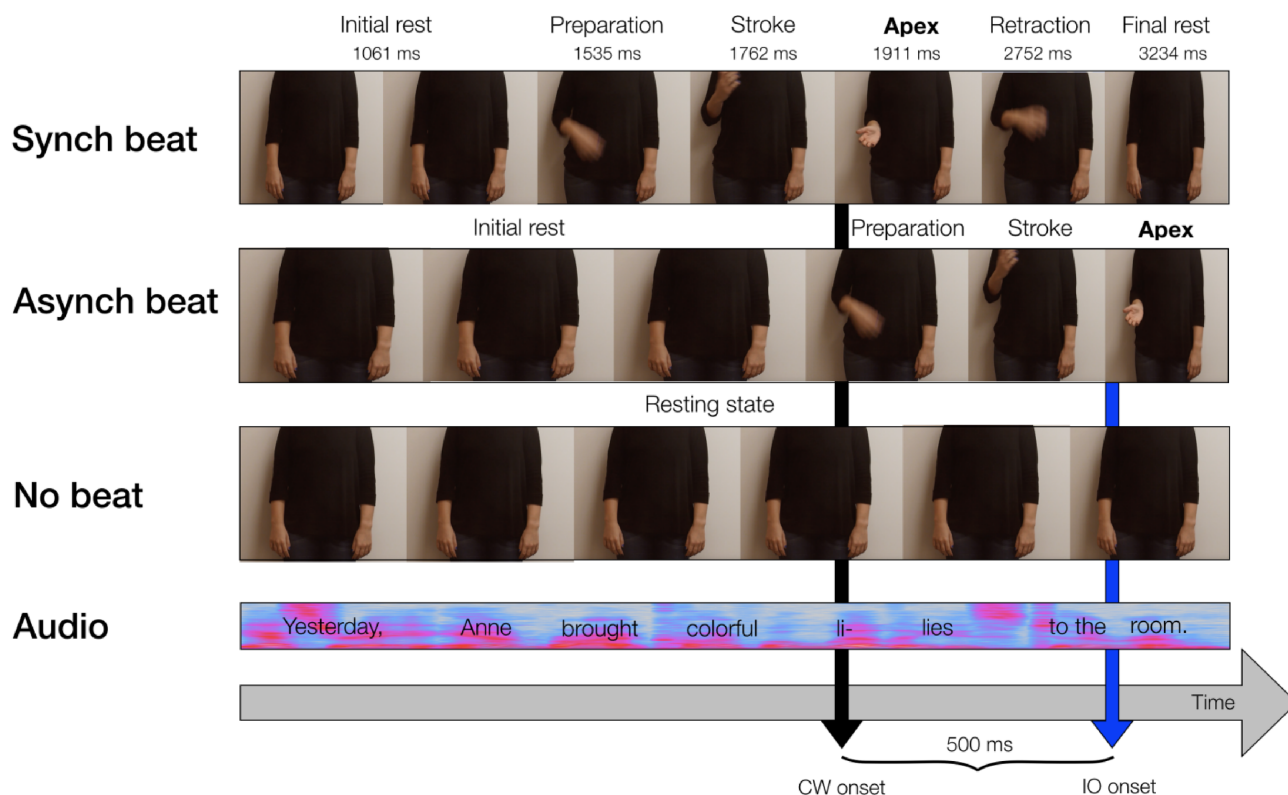 Initial rest Preparation Stroke Apex Retraction Final rest
1061 ms 1535 ms 1762 ms 1911 ms 2752 ms 3234 ms
Synch beat
Initial rest Preparation Stroke Apex
Asynch beat
Resting state
No beat
Audio
Yesterday, Anne brought colorful li- lies to the room.
Time
500 ms
CW onset IO onset